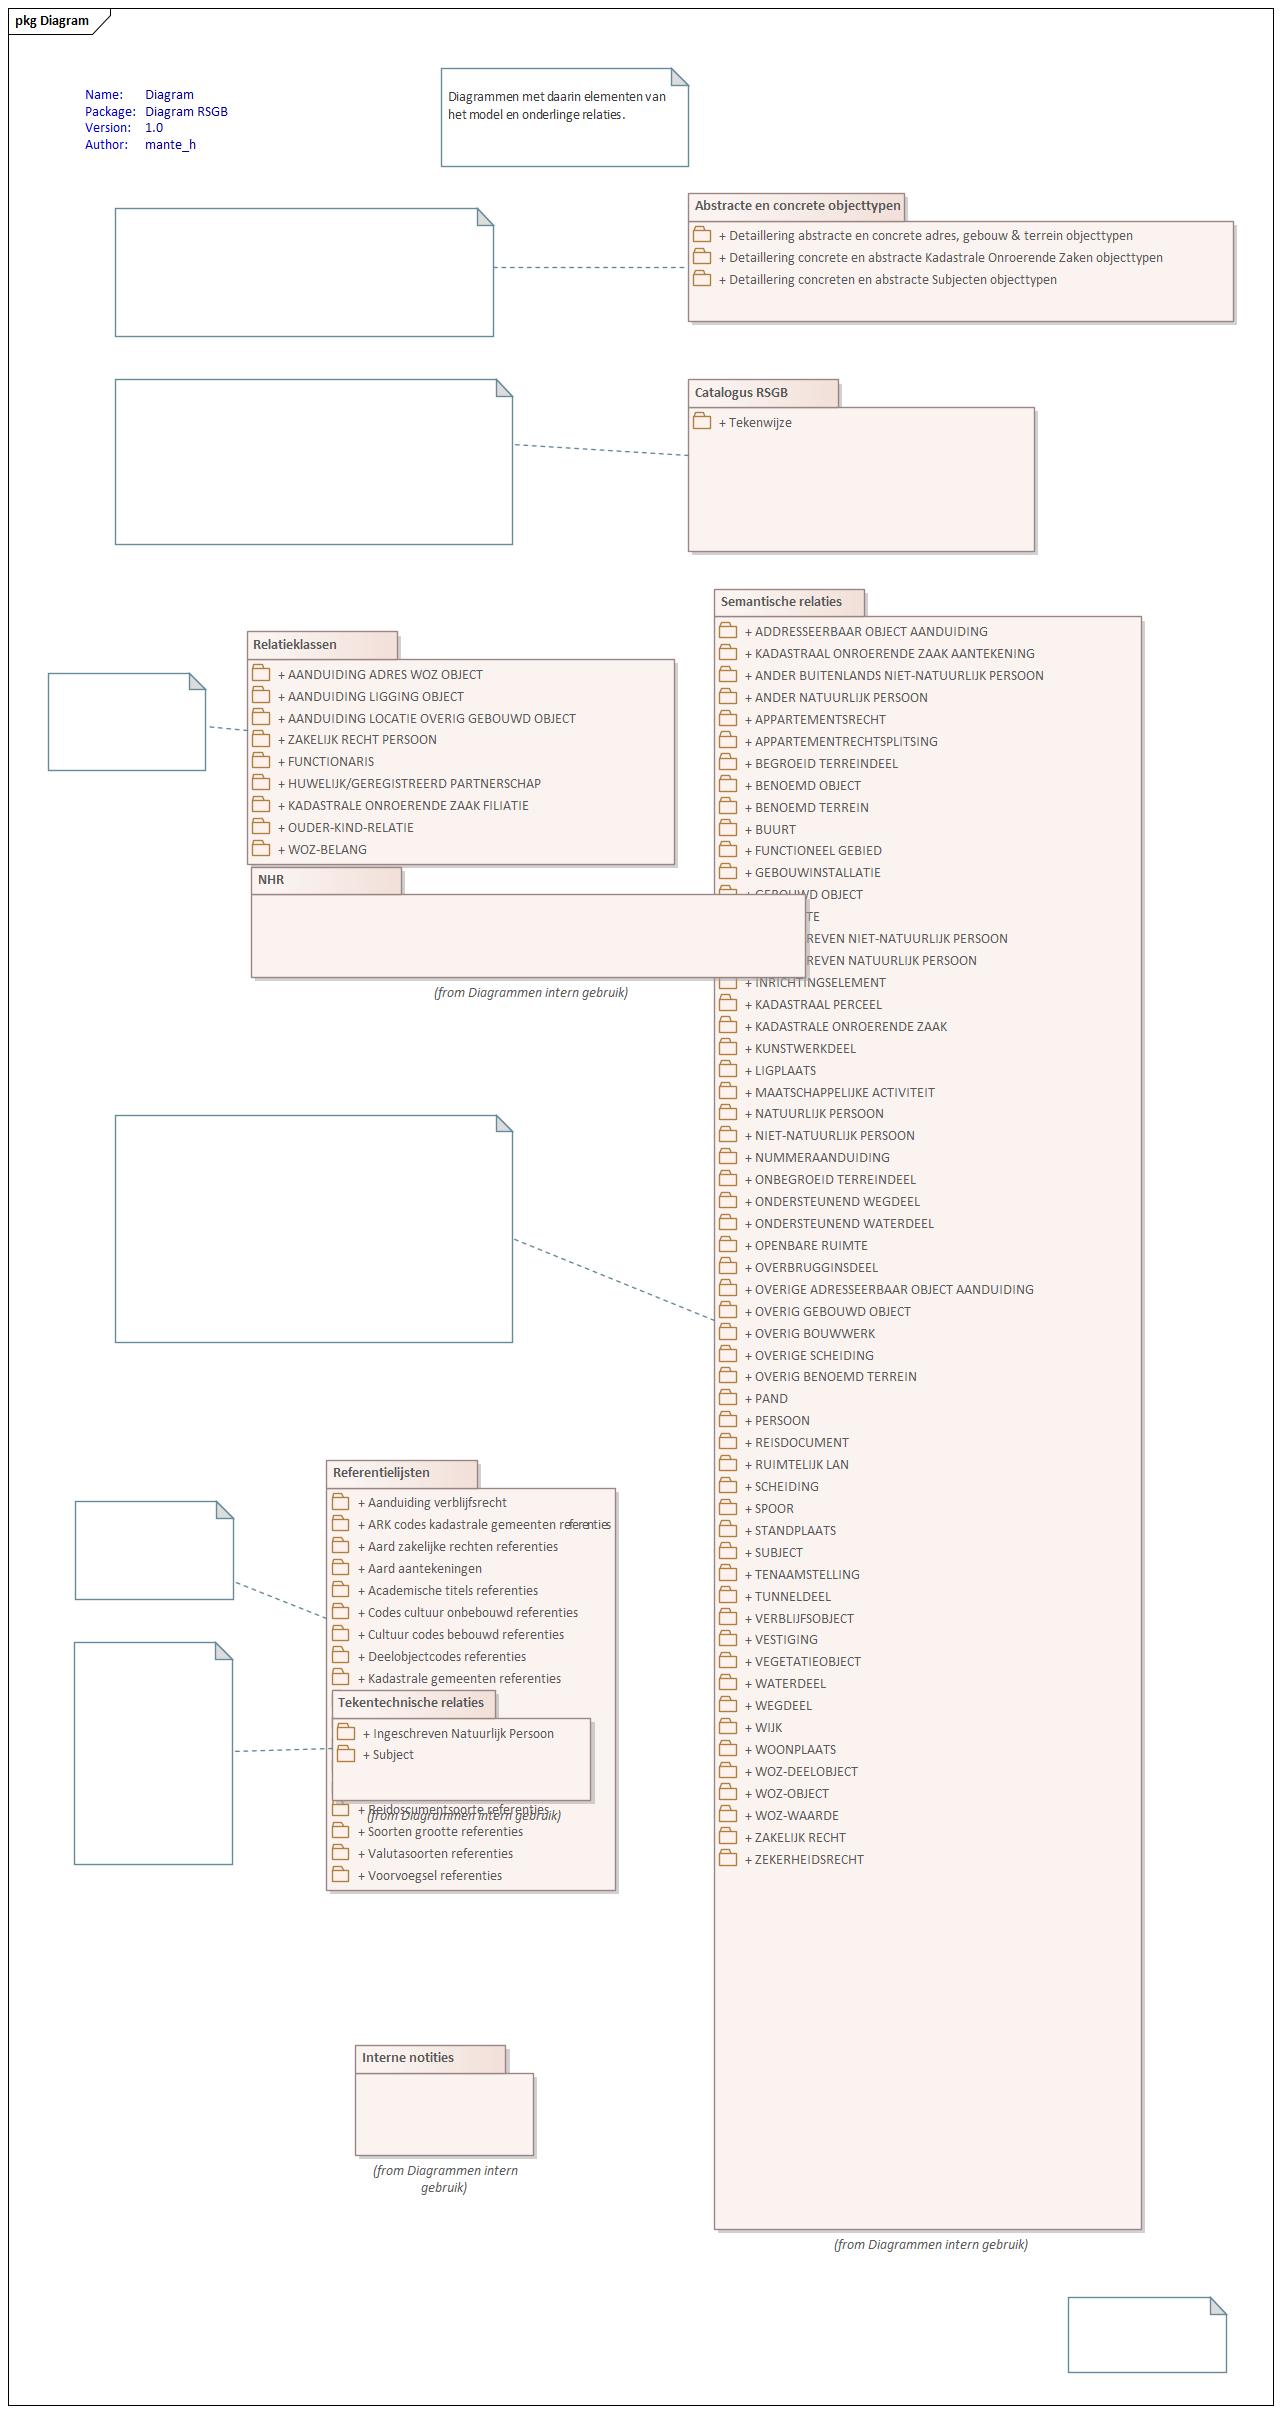 pkg Diagram
Name: Diagram
Package: Diagram RSGB
Version: 1.0
Author: mante_h
Diagrammen met daarin elementen van
het model en onderlinge relaties.
Abstracte en concrete objecttypen
+ Detaillering abstracte en concrete adres, gebouw & terrein objecttypen
+ Detaillering concrete en abstracte Kadastrale Onroerende Zaken objecttypen
+ Detaillering concreten en abstracte Subjecten objecttypen
Catalogus RSGB
+ Tekenwijze
Relatieklassen
+ AANDUIDING ADRES WOZ OBJECT
+ AANDUIDING LIGGING OBJECT
+ AANDUIDING LOCATIE OVERIG GEBOUWD OBJECT
+ ZAKELIJK RECHT PERSOON
+ FUNCTIONARIS
+ HUWELIJK/GEREGISTREERD PARTNERSCHAP
+ KADASTRALE ONROERENDE ZAAK FILIATIE
+ OUDER-KIND-RELATIE
+ WOZ-BELANG
NHR
(from Diagrammen intern gebruik)
Semantische relaties
+ ADDRESSEERBAAR OBJECT AANDUIDING
+ KADASTRAAL ONROERENDE ZAAK AANTEKENING
+ ANDER BUITENLANDS NIET-NATUURLIJK PERSOON
+ ANDER NATUURLIJK PERSOON
+ APPARTEMENTSRECHT
+ APPARTEMENTRECHTSPLITSING
+ BEGROEID TERREINDEEL
+ BENOEMD OBJECT
+ BENOEMD TERREIN
+ BUURT
+ FUNCTIONEEL GEBIED
+ GEBOUWINSTALLATIE
+ GEBOUWD OBJECT
TE
REVEN NIET-NATUURLIJK PERSOON
REVEN NATUURLIJK PERSOON
+ INRICHTINGSELEMENT
+ KADASTRAAL PERCEEL
+ KADASTRALE ONROERENDE ZAAK
+ KUNSTWERKDEEL
+ LIGPLAATS
+ MAATSCHAPPELIJKE ACTIVITEIT
+ NATUURLIJK PERSOON
+ NIET-NATUURLIJK PERSOON
+ NUMMERAANDUIDING
+ ONBEGROEID TERREINDEEL
+ ONDERSTEUNEND WEGDEEL
+ ONDERSTEUNEND WATERDEEL
+ OPENBARE RUIMTE
+ OVERBRUGGINSDEEL
+ OVERIGE ADRESSEERBAAR OBJECT AANDUIDING
+ OVERIG GEBOUWD OBJECT
+ OVERIG BOUWWERK
+ OVERIGE SCHEIDING
+ OVERIG BENOEMD TERREIN
+ PAND
+ PERSOON
+ REISDOCUMENT
+ RUIMTELIJK LAN
+ SCHEIDING
+ SPOOR
+ STANDPLAATS
+ SUBJECT
+ TENAAMSTELLING
+ TUNNELDEEL
+ VERBLIJFSOBJECT
+ VESTIGING
+ VEGETATIEOBJECT
+ WATERDEEL
+ WEGDEEL
+ WIJK
+ WOONPLAATS
+ WOZ-DEELOBJECT
+ WOZ-OBJECT
+ WOZ-WAARDE
+ ZAKELIJK RECHT
+ ZEKERHEIDSRECHT
(from Diagrammen intern gebruik)
Referentielijsten
+ Aanduiding verblijfsrecht
+ ARK codes kadastrale gemeenten referenties
+ Aard zakelijke rechten referenties
+ Aard aantekeningen
+ Academische titels referenties
+ Codes cultuur onbebouwd referenties
+ Cultuur codes bebouwd referenties
+ Deelobjectcodes referenties
+ Kadastrale gemeenten referenties
Tekentechnische relaties
+ Ingeschreven Natuurlijk Persoon
+ Subject
(from Diagrammen intern gebruik)
+ Reidoscumentsoorte referenties
+ Soorten grootte referenties
+ Valutasoorten referenties
+ Voorvoegsel referenties
Interne notities
(from Diagrammen intern
gebruik)